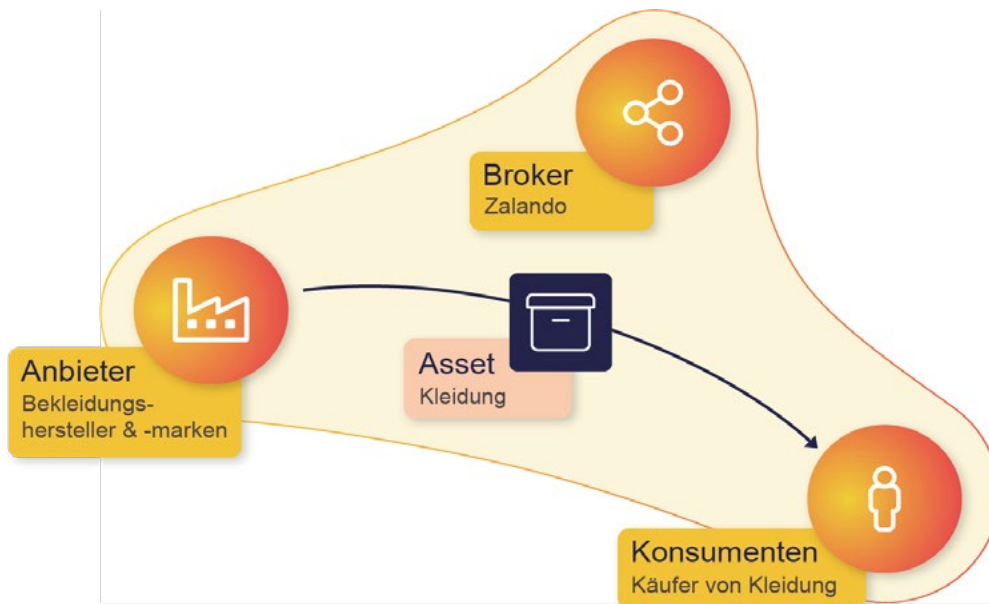 Broker
Zalando
Anbieter
Bekleidungs-
hersteller & -marken
Asset
Kleidung
Konsumenten
Käufer von Kleidung